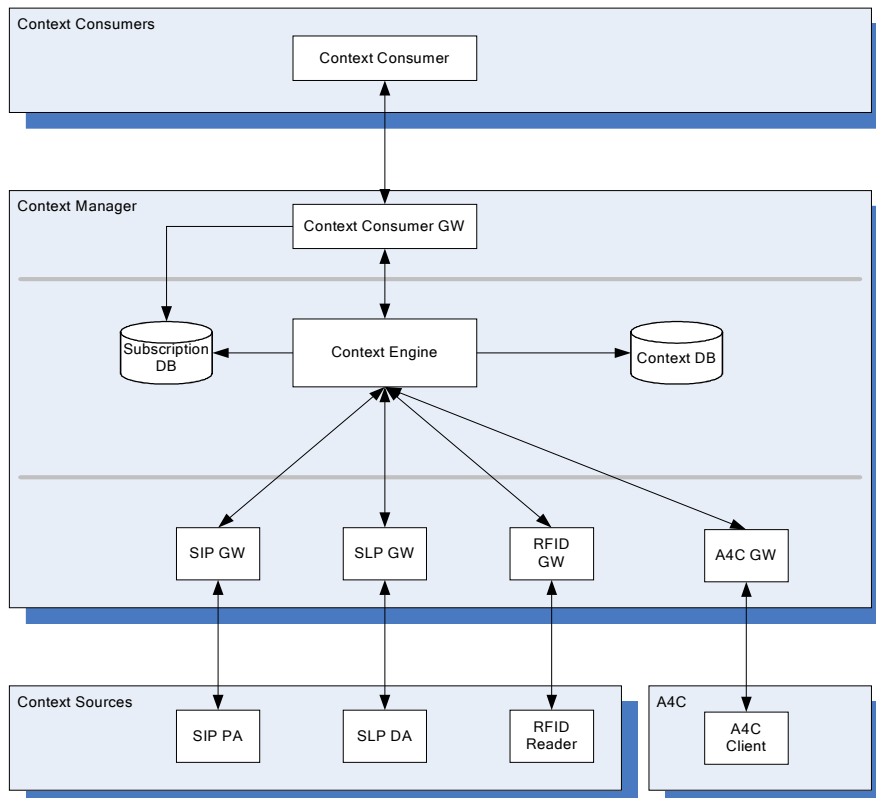 Context Consumers
Context Consumer
Context Manager
Context Consumer GW
Subscription
DB
Context Engine
Context DB
SIP GW
SLP GW
RFID
GW
A4C GW
Context Sources
SIP PA
SLP DA
RFID
Reader
A4C
A4C
Client